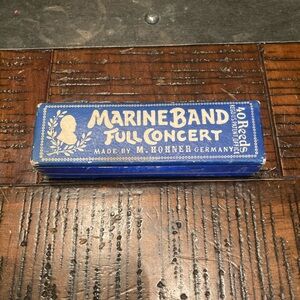 MARINE BAND
FULL CONCERT
MADE BY M. HOHNER GERMANY
40 Reeds